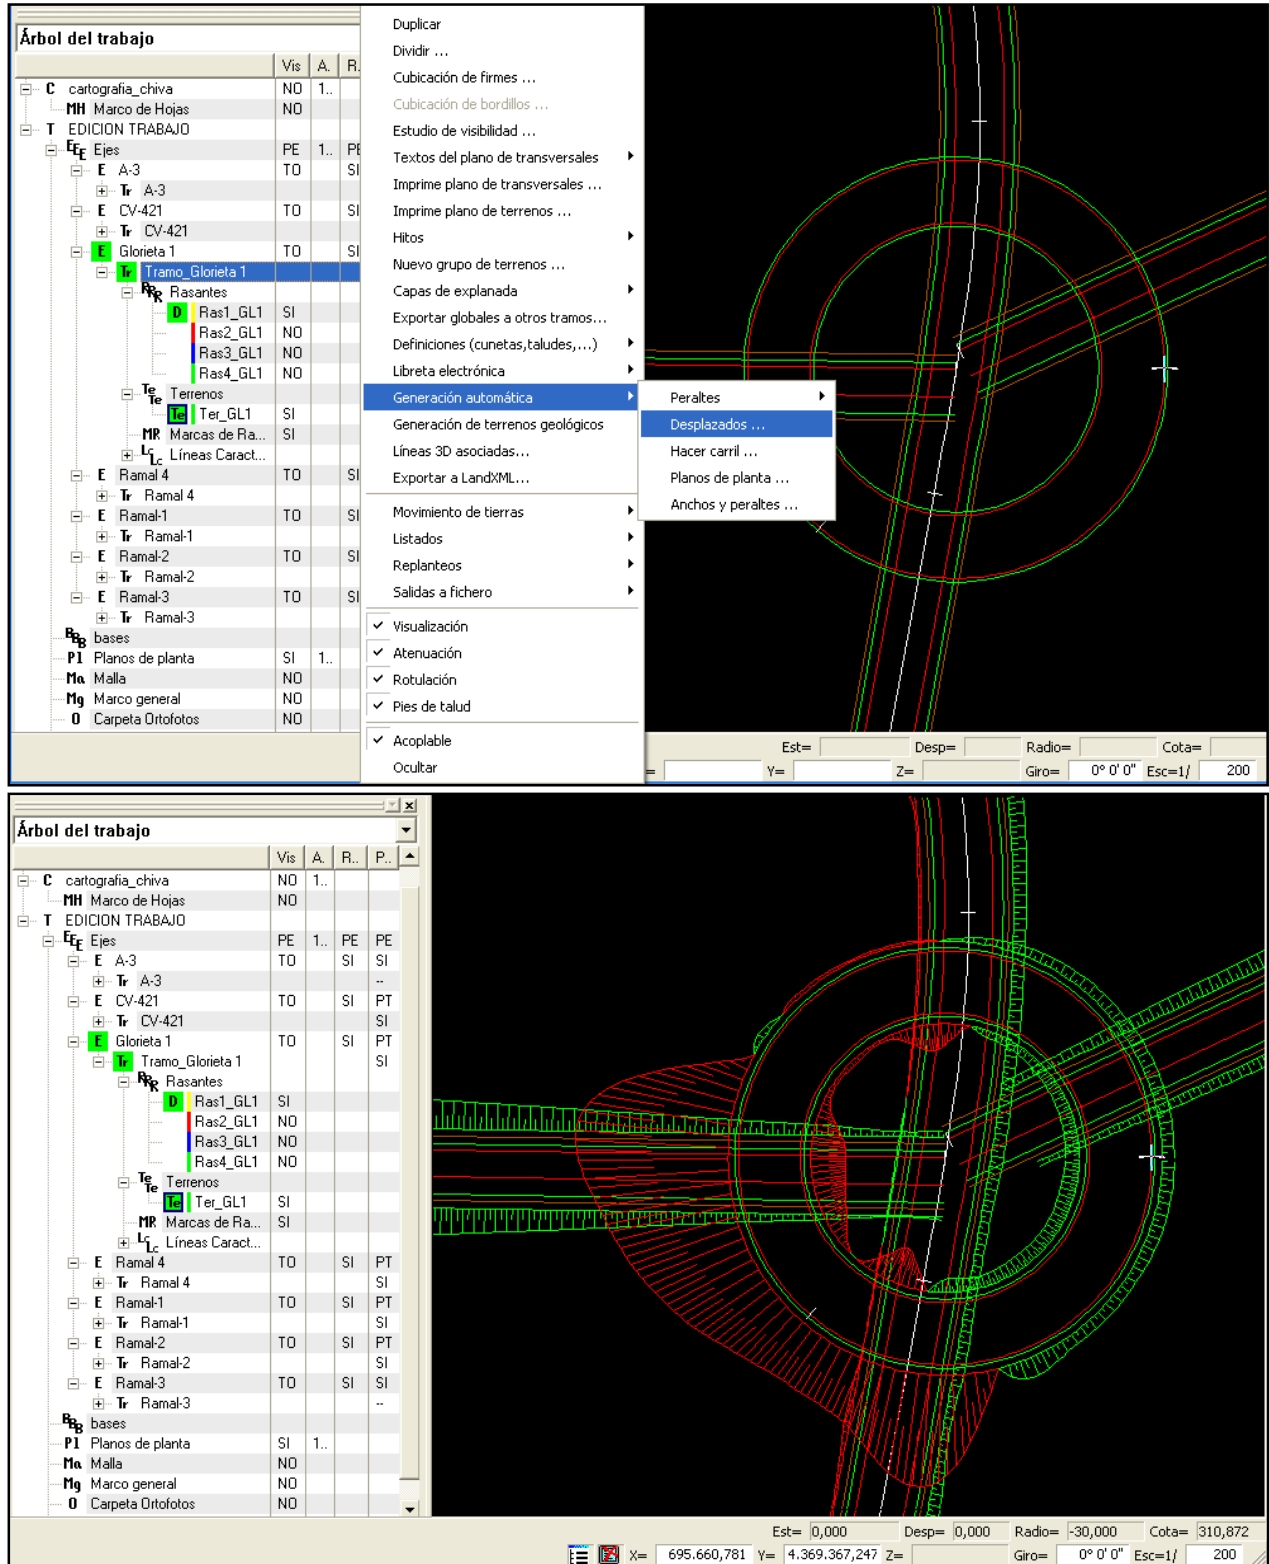 Árbol del trabajo
Vis A. R.
C cartografia_chiva NO 1..
MH Marco de Hojas NO
T EDICION TRABAJO
EEE Ejes PE 1.. PE
E A-3 TO SI
Tr A-3
E CV-421 TO SI
Tr CV-421
E Glorieta 1 TO SI
Tr Tramo_Glorieta 1
RRR Rasantes
D Ras1_GL1 SI
Ras2_GL1 NO
Ras3_GL1 NO
Ras4_GL1 NO
TeTe Terrenos
Te Ter_GL1 SI
MR Marcas de Ra... SI
LcLc Líneas Caract...
E Ramal 4 TO SI
Tr Ramal 4
E Ramal-1 TO SI
Tr Ramal-1
E Ramal-2 TO SI
Tr Ramal-2
E Ramal-3 TO SI
Tr Ramal-3
BBB bases
Pl Planos de planta SI 1..
Ma Malla NO
Mg Marco general NO
O Carpeta Ortofotos NO
Duplicar
Dividir ...
Cubicación de firmes ...
Cubicación de bordillos ...
Estudio de visibilidad ...
Textos del plano de transversales
Imprime plano de transversales ...
Imprime plano de terrenos ...
Hitos
Nuevo grupo de terrenos ...
Capas de explanada
Exportar globales a otros tramos...
Definiciones (cunetas,taludes,...)
Libreta electrónica
Generación automática
Generación de terrenos geológicos
Líneas 3D asociadas...
Exportar a LandXML...
Movimiento de tierras
Listados
Replanteos
Salidas a fichero
Visualización
Atenuación
Rotulación
Pies de talud
Acoplable
Ocultar
Peraltes
Desplazados ...
Hacer carril ...
Planos de planta ...
Anchos y peraltes ...
Est= Desp= Radio= Cota=
= Y= Z= Giro= 0° 0' 0" Esc=1/ 200
Árbol del trabajo
Vis A. R.. P..
C cartografia_chiva NO 1..
MH Marco de Hojas NO
T EDICION TRABAJO
EEE Ejes PE 1.. PE PE
E A-3 TO SI SI
Tr A-3 --
E CV-421 TO SI PT
Tr CV-421 SI
E Glorieta 1 TO SI PT
Tr Tramo_Glorieta 1 SI
RRR Rasantes
D Ras1_GL1 SI
Ras2_GL1 NO
Ras3_GL1 NO
Ras4_GL1 NO
TeTe Terrenos
Te Ter_GL1 SI
MR Marcas de Ra... SI
LcLc Líneas Caract...
E Ramal 4 TO SI PT
Tr Ramal 4 SI
E Ramal-1 TO SI PT
Tr Ramal-1 SI
E Ramal-2 TO SI PT
Tr Ramal-2 SI
E Ramal-3 TO SI SI
Tr Ramal-3 --
BBB bases
Pl Planos de planta SI 1..
Ma Malla NO
Mg Marco general NO
O Carpeta Ortofotos NO
Est= 0,000 Desp= 0,000 Radio= -30,000 Cota= 310,872
X= 695.660,781 Y= 4.369.367,247 Z= Giro= 0° 0' 0" Esc=1/ 200